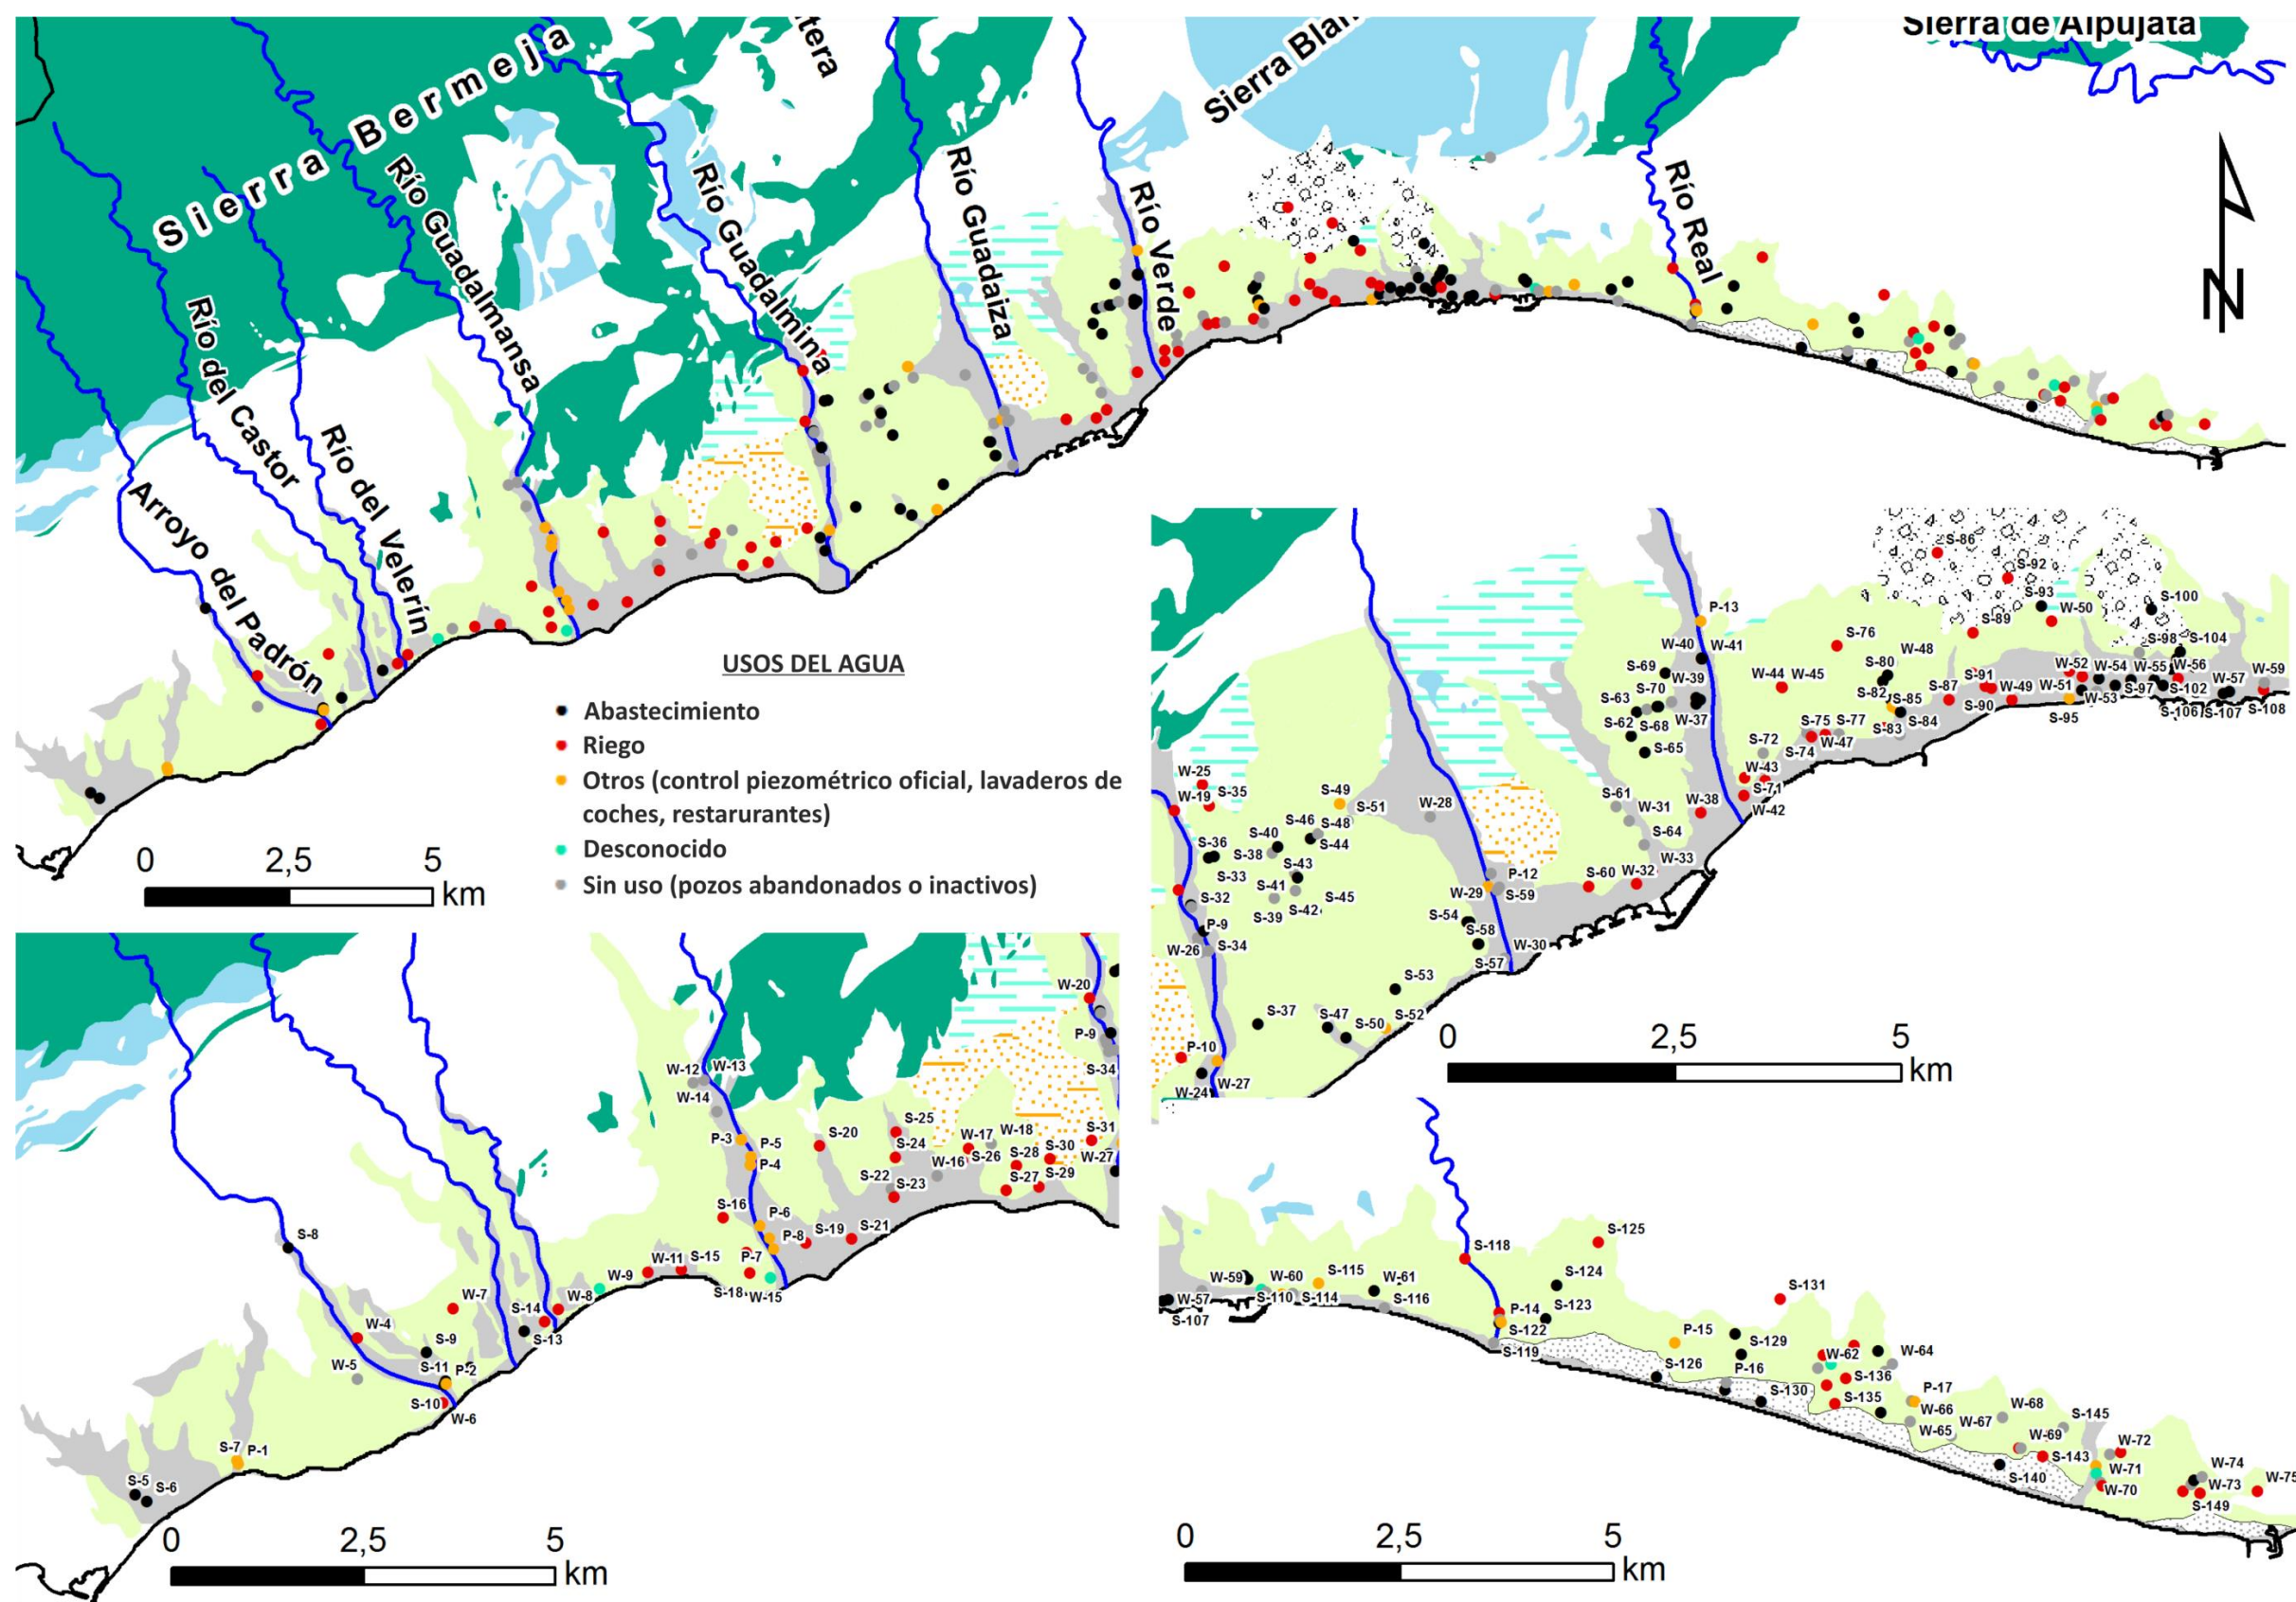 Sierra Bermeja
tera
Sierra Blan
Sierra de Alpujata
Río Guadalmansa
Río Guadalmina
Río Guadaiza
Río Verde
Río Real
Río del Castor
Río del Velerín
Arroyo del Padrón
N
USOS DEL AGUA
Abastecimiento
Riego
Otros (control piezométrico oficial, lavaderos de
coches, restarurantes)
Desconocido
Sin uso (pozos abandonados o inactivos)
0 2,5 5
km
S-86
S-92
S-93
W-50
S-100
S-89
P-13
W-40
W-41
S-76
W-48
S-98
S-104
S-69
W-39
W-44
W-45
S-80
S-91
W-52
W-54
W-55
W-56
W-59
S-70
S-63
S-82
S-85
S-87
W-49
W-51
S-97
S-102
W-57
S-62
S-68
W-37
S-84
S-90
W-53
S-83
S-95
S-106
S-107
S-108
S-65
S-75
S-77
W-47
S-72
S-74
W-25
W-19
S-35
S-49
S-51
W-28
W-43
S-71
S-61
W-31
W-38
W-42
S-46
S-48
S-40
S-44
S-36
S-38
S-64
S-43
W-33
S-33
S-41
P-12
S-32
S-39
S-42
S-45
W-29
S-59
S-60
W-32
P-9
S-54
S-58
W-26
S-34
W-30
S-57
S-53
S-37
S-47
S-50
S-52
P-10
W-24
W-27
0 2,5 5
km
W-20
P-9
S-34
W-12
W-13
W-14
P-3
P-5
P-4
S-20
S-25
S-24
W-17
W-18
S-31
S-30
S-26
S-28
W-27
W-16
S-22
S-23
S-27
S-29
S-16
P-6
P-8
S-19
S-21
S-8
W-11
S-15
P-7
W-9
S-18
W-15
W-7
S-14
W-8
W-4
S-9
S-13
W-5
S-11
P-2
S-10
W-6
S-7
P-1
S-5
S-6
0 2,5 5
km
S-125
S-118
S-124
S-131
W-59
W-60
S-115
W-61
W-57
S-110
S-114
S-116
P-14
S-123
S-107
S-122
P-15
S-129
S-119
S-126
P-16
W-62
W-64
S-136
S-130
S-135
P-17
W-66
W-68
W-67
S-145
W-65
W-69
W-72
S-143
W-71
S-140
W-70
W-74
W-73
W-75
S-149
0 2,5 5
km